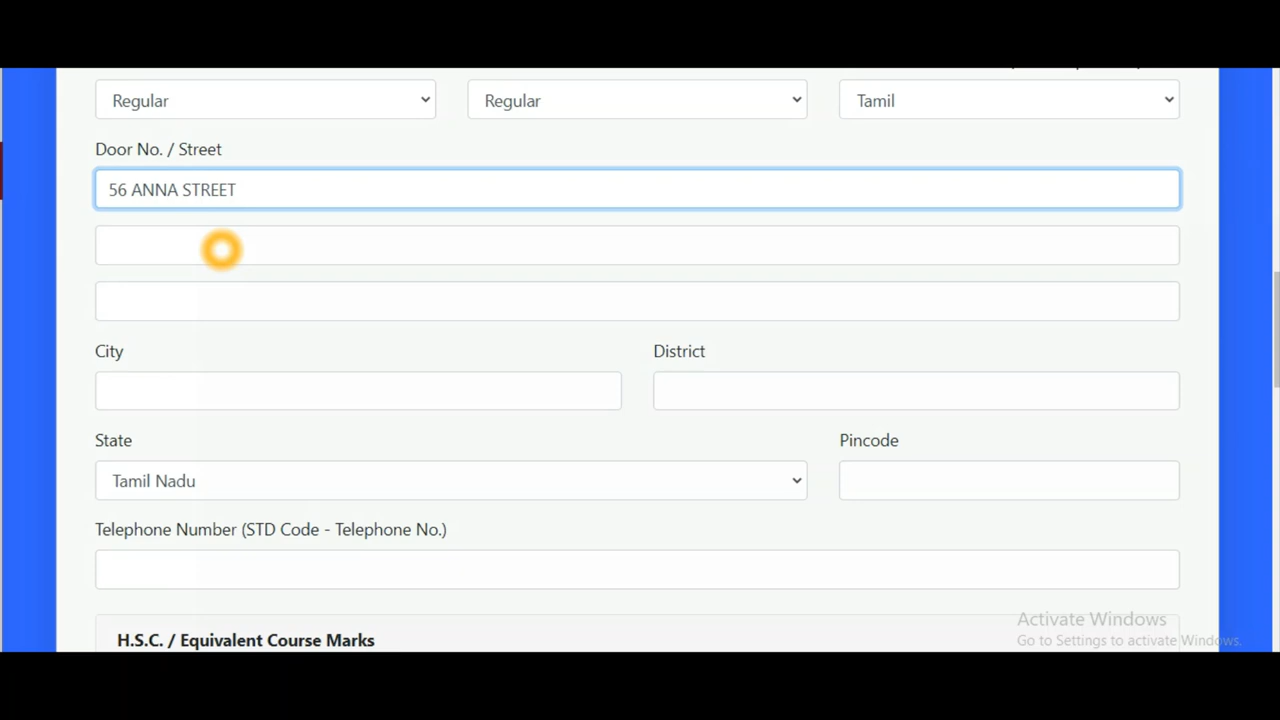 Regular Regular Tamil
Door No. / Street
56 ANNA STREET
City District
State Pincode
Tamil Nadu
Telephone Number (STD Code - Telephone No.)
H.S.C. / Equivalent Course Marks
Activate Windows
Go to Settings to activate Windows.